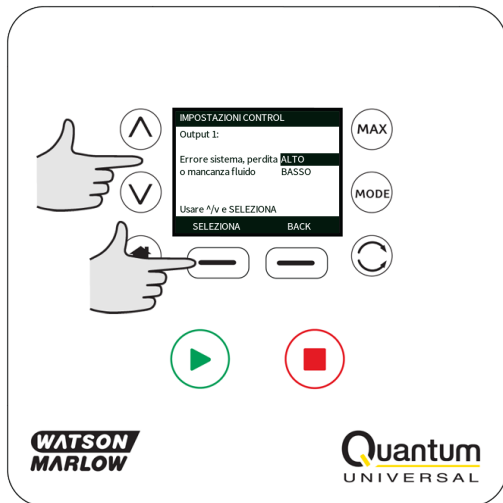 IMPOSTAZIONI CONTROL
Output 1:
Errore sistema, perdita ALTO
o mancanza fluido BASSO
Usare ^/v e SELEZIONA
SELEZIONA BACK
MAX
MODE
WATSON
MARLOW
Quantum
UNIVERSAL